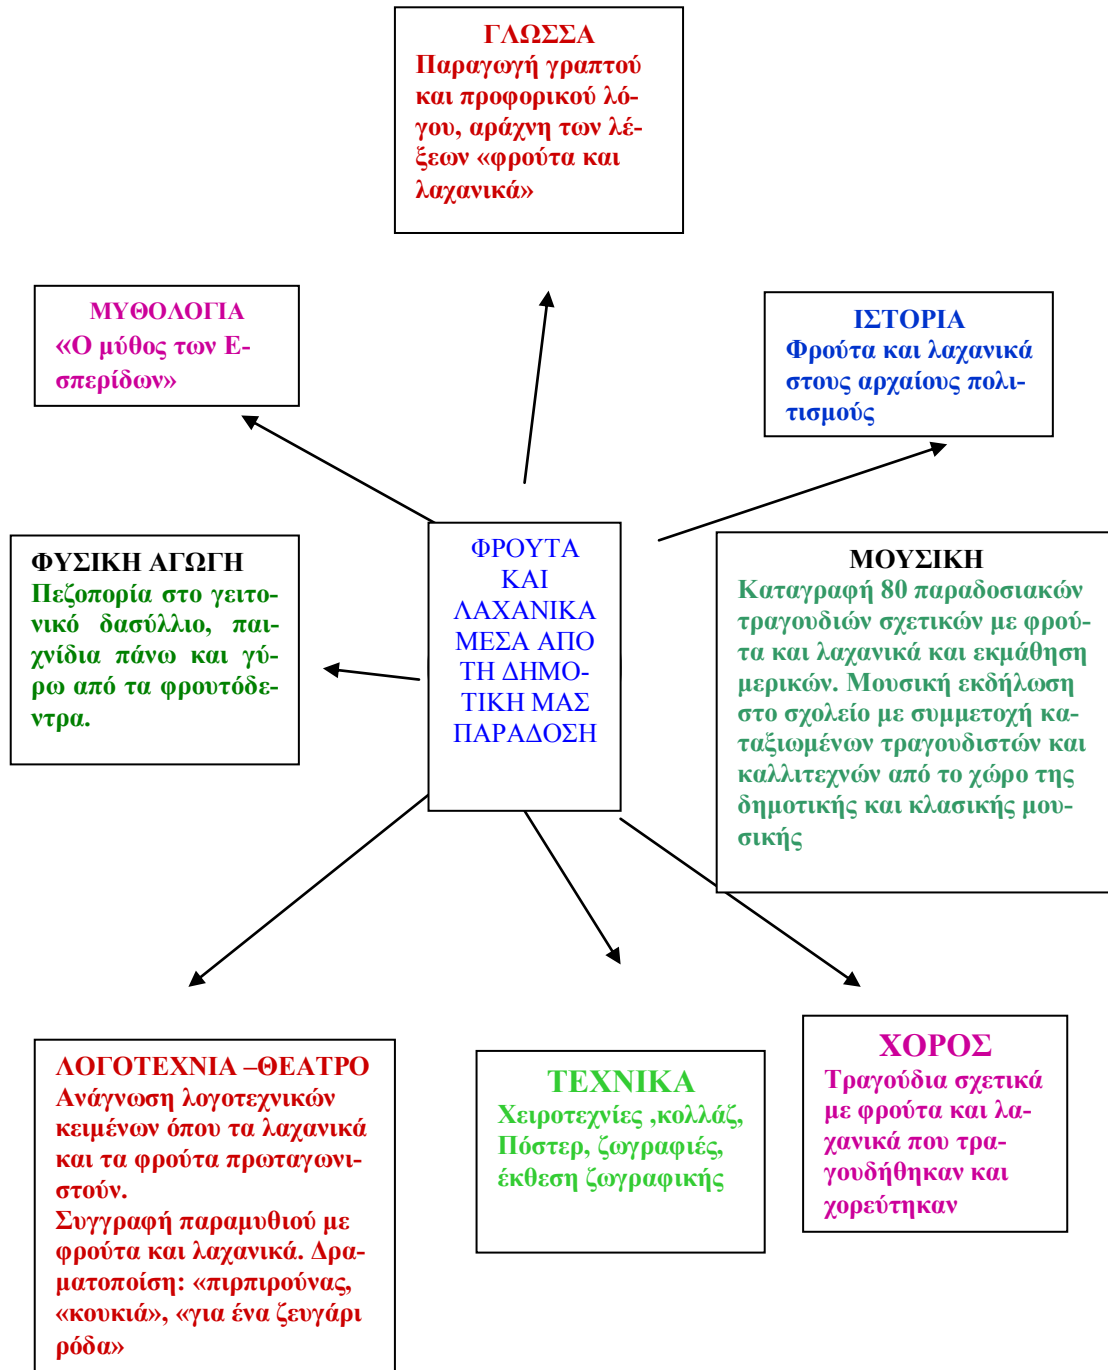 ΓΛΩΣΣΑ
Παραγωγή γραπτού
και προφορικού λό-
γου, αράχνη των λέ-
ξεων «φρούτα και
λαχανικά»
ΜΥΘΟΛΟΓΙΑ
«Ο μύθος των Ε-
σπερίδων»
ΙΣΤΟΡΙΑ
Φρούτα και λαχανικά
στους αρχαίους πολι-
τισμούς
ΦΥΣΙΚΗ ΑΓΩΓΗ
Πεζοπορία στο γειτο-
νικό δασύλλιο, παι-
χνίδια πάνω και γύ-
ρω από τα φρουτόδε-
ντρα.
ΦΡΟΥΤΑ
ΚΑΙ
ΛΑΧΑΝΙΚΑ
ΜΕΣΑ ΑΠΟ
ΤΗ ΔΗΜΟ-
ΤΙΚΗ ΜΑΣ
ΠΑΡΑΔΟΣΗ
ΜΟΥΣΙΚΗ
Καταγραφή 80 παραδοσιακών
τραγουδιών σχετικών με φρού-
τα και λαχανικά και εκμάθηση
μερικών. Μουσική εκδήλωση
στο σχολείο με συμμετοχή κα-
ταξιωμένων τραγουδιστών και
καλλιτεχνών από το χώρο της
δημοτικής και κλασικής μου-
σικής
ΛΟΓΟΤΕΧΝΙΑ –ΘΕΑΤΡΟ
Ανάγνωση λογοτεχνικών
κειμένων όπου τα λαχανικά
και τα φρούτα πρωταγωνι-
στούν.
Συγγραφή παραμυθιού με
φρούτα και λαχανικά. Δρα-
ματοποίση: «πιρπιρούνας,
«κουκιά», «για ένα ζευγάρι
ρόδα»
ΤΕΧΝΙΚΑ
Χειροτεχνίες ,κολλάζ,
Πόστερ, ζωγραφιές,
έκθεση ζωγραφικής
ΧΟΡΟΣ
Τραγούδια σχετικά
με φρούτα και λα-
χανικά που τρα-
γουδήθηκαν και
χορεύτηκαν